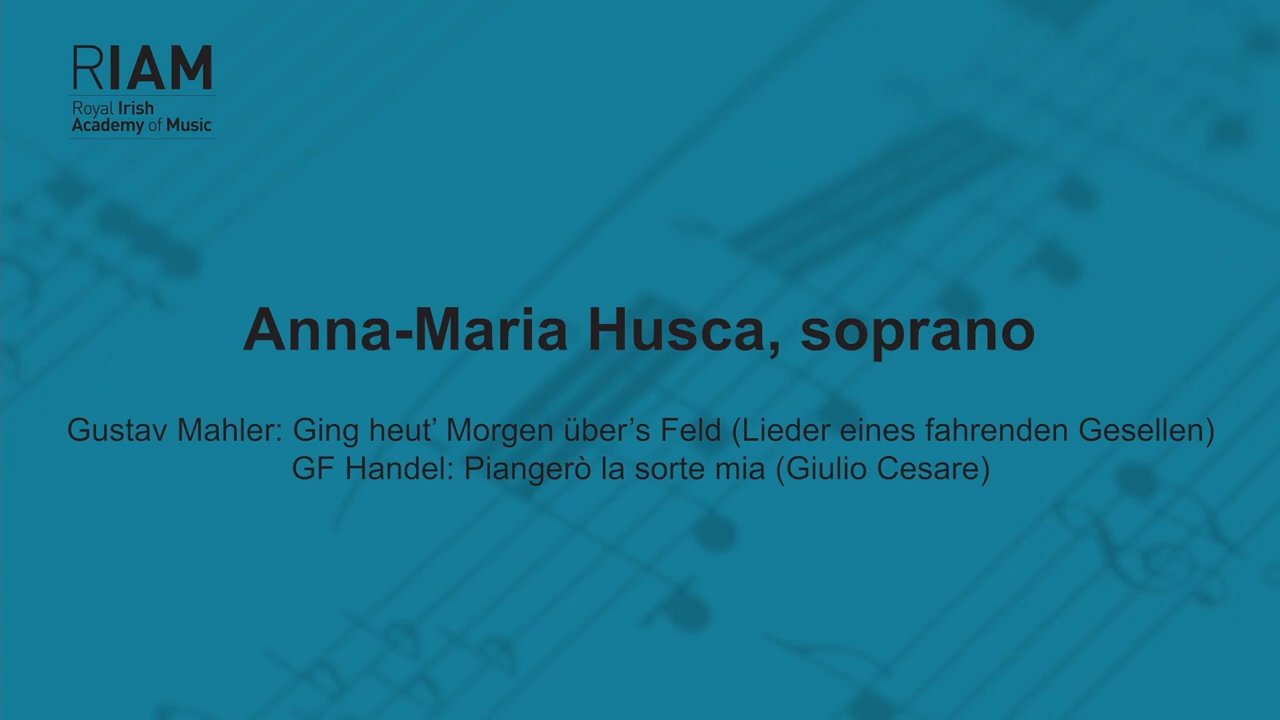 RIAM
Royal Irish
Academy of Music
Anna-Maria Husca, soprano
Gustav Mahler: Ging heut’ Morgen über’s Feld (Lieder eines fahrenden Gesellen)
GF Handel: Piangerò la sorte mia (Giulio Cesare)